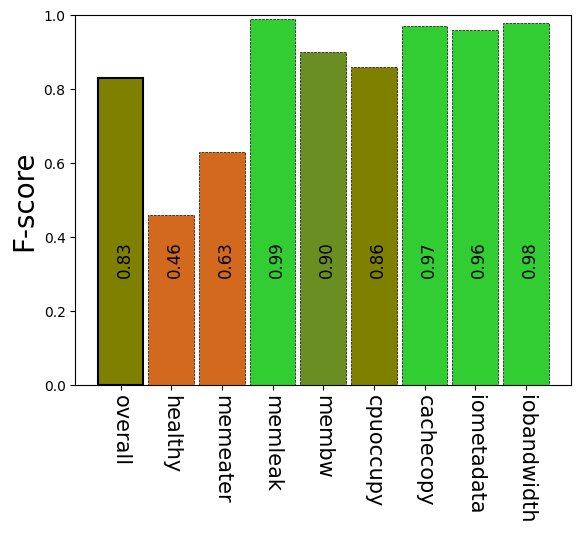 F-score
1.0
0.8
0.6
0.4
0.2
0.0
0.83
0.46
0.63
0.99
0.90
0.86
0.97
0.96
0.98
overall
healthy
memeater
memleak
membw
cpuoccupy
cachecopy
iometadata
iobandwidth